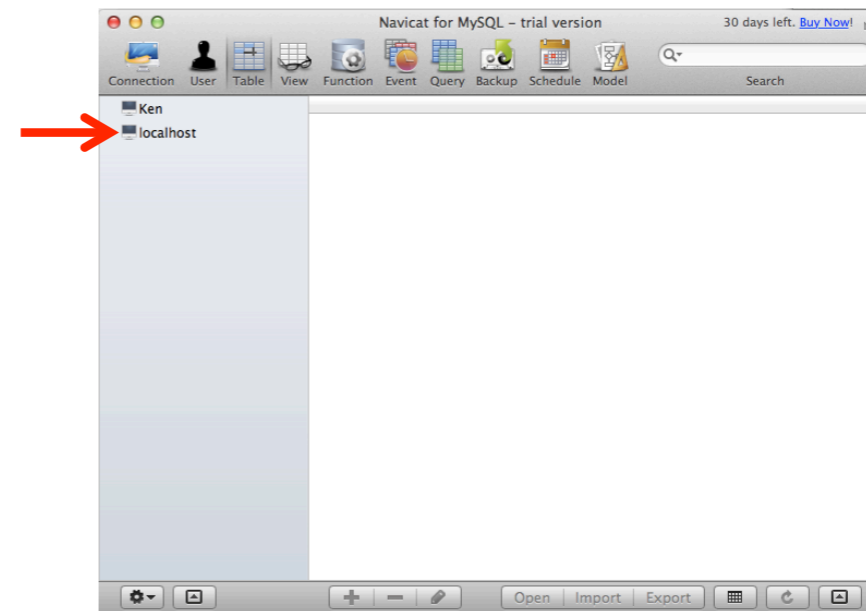 Navicat for MySQL – trial version 30 days left. Buy Now!
Connection User Table View Function Event Query Backup Schedule Model Search
Ken
localhost
Open Import Export